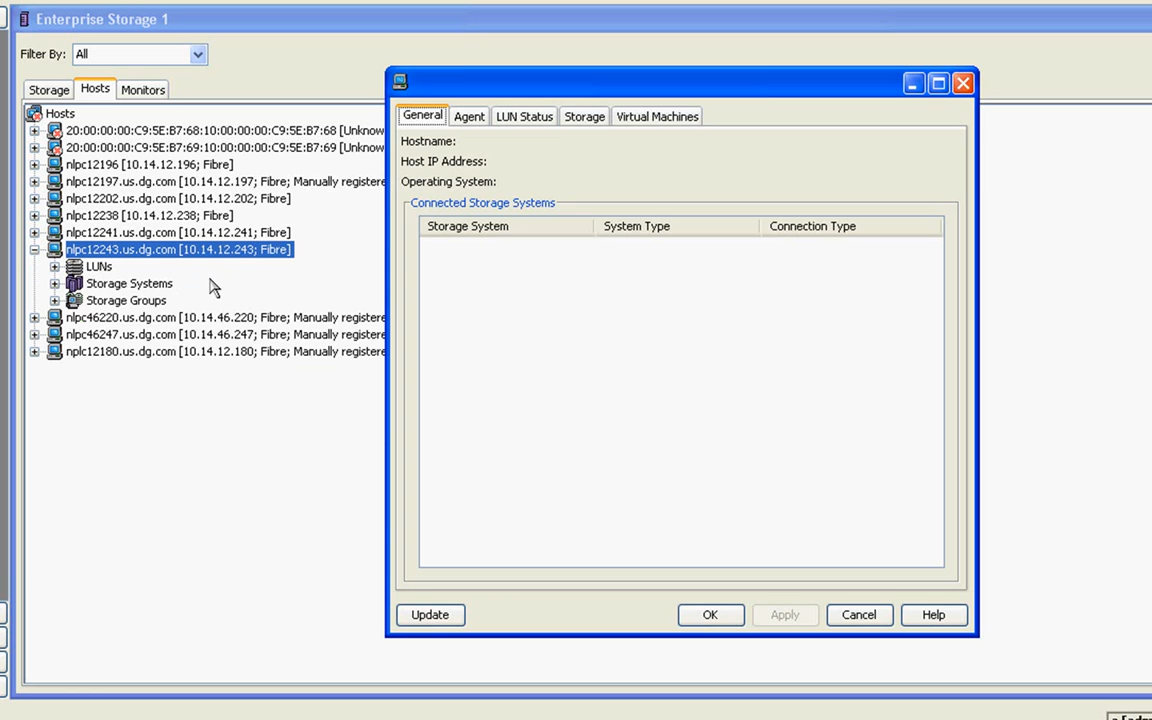 Enterprise Storage 1
Filter By: All
Storage Hosts Monitors
Hosts
20:00:00:00:C9:5E:B7:68:10:00:00:00:C9:5E:B7:68 [Unknow
20:00:00:00:C9:5E:B7:69:10:00:00:00:C9:5E:B7:69 [Unknow
nlpc12196 [10.14.12.196; Fibre]
nlpc12197.us.dg.com [10.14.12.197; Fibre; Manually registere
nlpc12202.us.dg.com [10.14.12.202; Fibre]
nlpc12238 [10.14.12.238; Fibre]
nlpc12241.us.dg.com [10.14.12.241; Fibre]
nlpc12243.us.dg.com [10.14.12.243; Fibre]
LUNs
Storage Systems
Storage Groups
nlpc46220.us.dg.com [10.14.46.220; Fibre; Manually registere
nlpc46247.us.dg.com [10.14.46.247; Fibre; Manually registere
nplc12180.us.dg.com [10.14.12.180; Fibre; Manually registere
General Agent LUN Status Storage Virtual Machines
Hostname:
Host IP Address:
Operating System:
Connected Storage Systems
Storage System System Type Connection Type
Update OK Apply Cancel Help